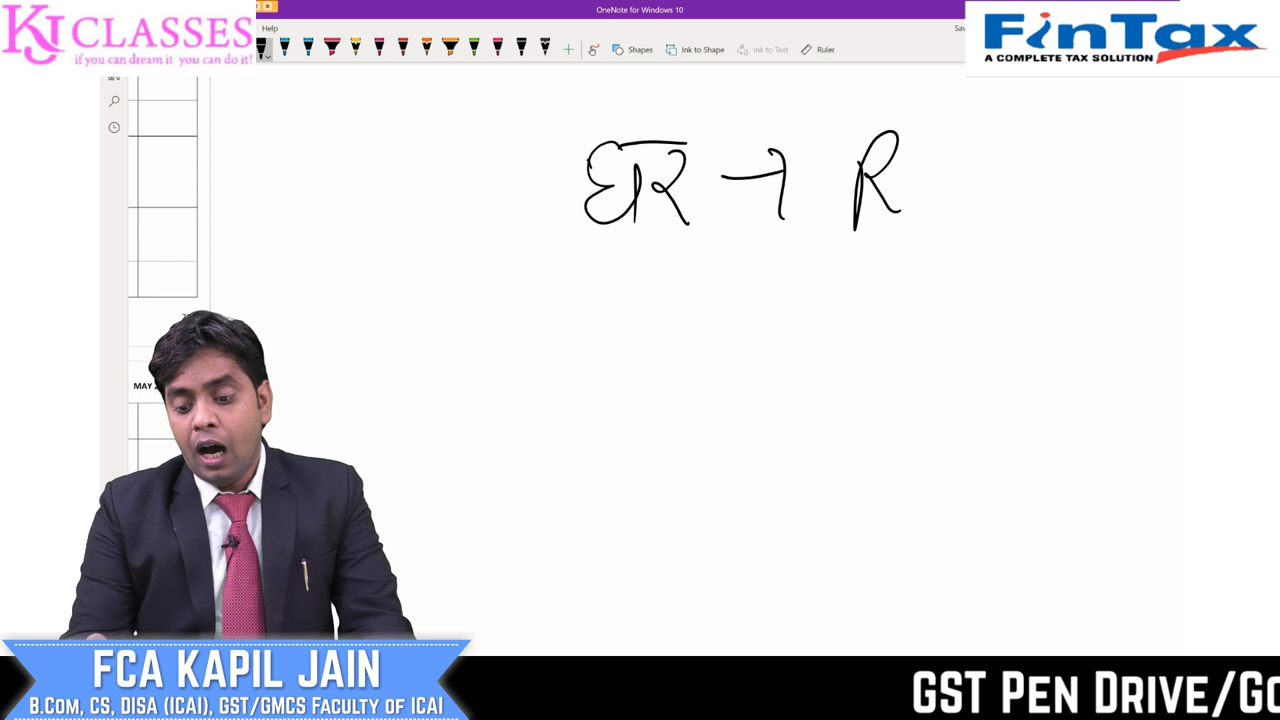 OneNote for Windows 10
Help
Shapes
Ink to Shape
Ink to Text
Ruler
KJ CLASSES
if you can dream it you can do it!
FinTax
A COMPLETE TAX SOLUTION
घर → R
MAY
FCA KAPIL JAIN
B.COM, CS, DISA (ICAI), GST/GMCS FACULTY OF ICAI
GST PEN DRIVE/GO